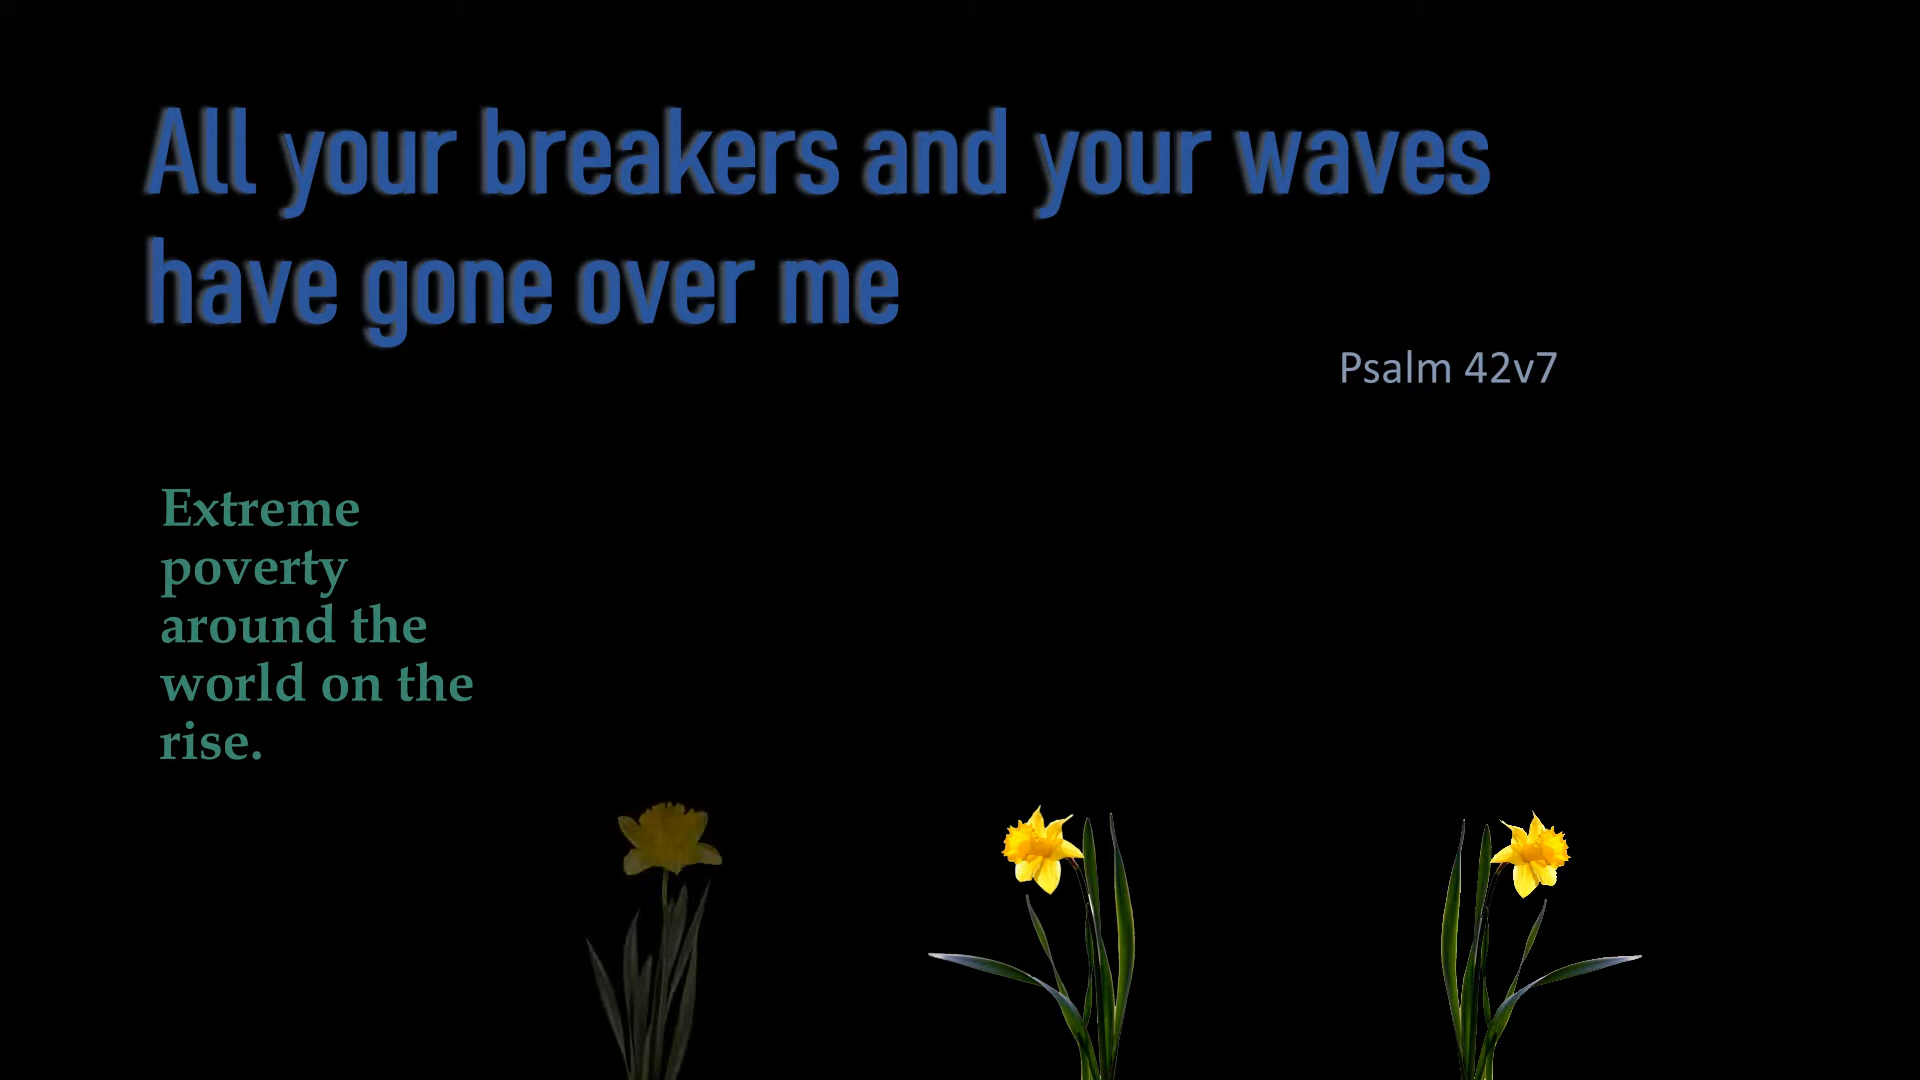 All your breakers and your waves
have gone over me
Psalm 42v7
Extreme
poverty
around the
world on the
rise.